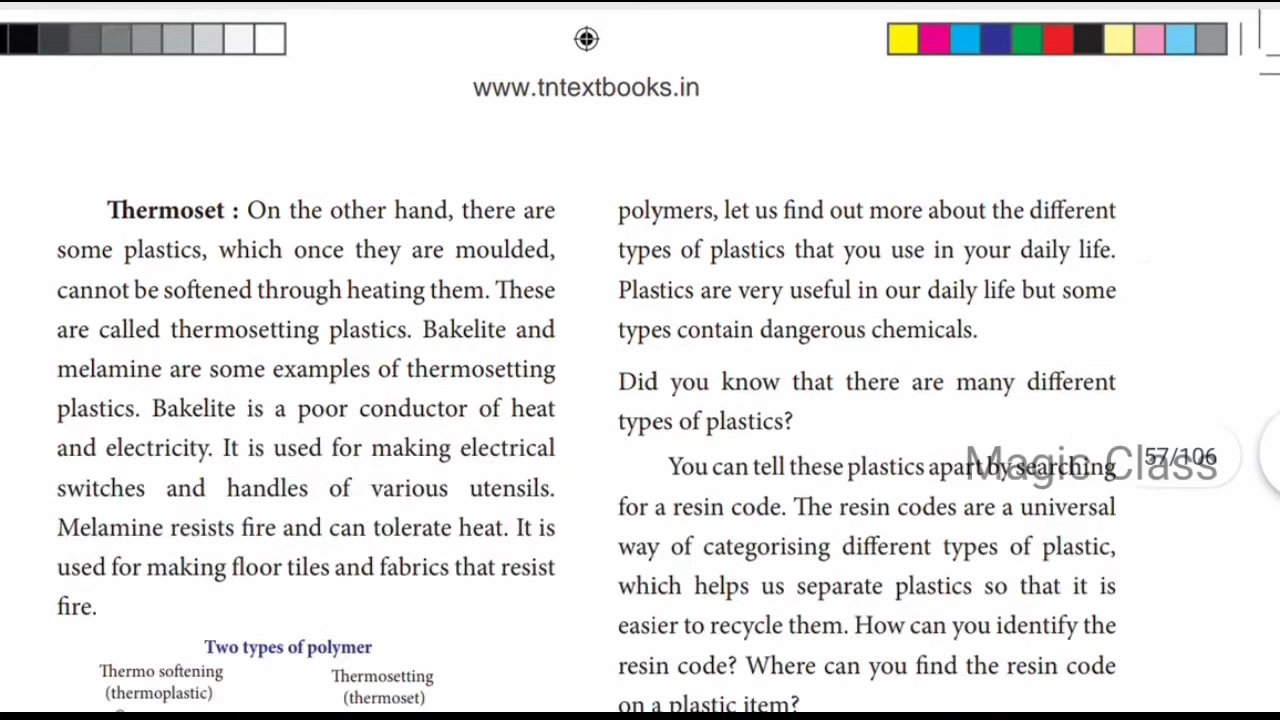 www.tntextbooks.in
Thermoset : On the other hand, there are
some plastics, which once they are moulded,
cannot be softened through heating them. These
are called thermosetting plastics. Bakelite and
melamine are some examples of thermosetting
plastics. Bakelite is a poor conductor of heat
and electricity. It is used for making electrical
switches and handles of various utensils.
Melamine resists fire and can tolerate heat. It is
used for making floor tiles and fabrics that resist
fire.
Two types of polymer
Thermo softening
(thermoplastic)
Thermosetting
(thermoset)
polymers, let us find out more about the different
types of plastics that you use in your daily life.
Plastics are very useful in our daily life but some
types contain dangerous chemicals.
Did you know that there are many different
types of plastics?
You can tell these plastics apart by searching
for a resin code. The resin codes are a universal
way of categorising different types of plastic,
which helps us separate plastics so that it is
easier to recycle them. How can you identify the
resin code? Where can you find the resin code
on a plastic item?
Magic Class
57/106